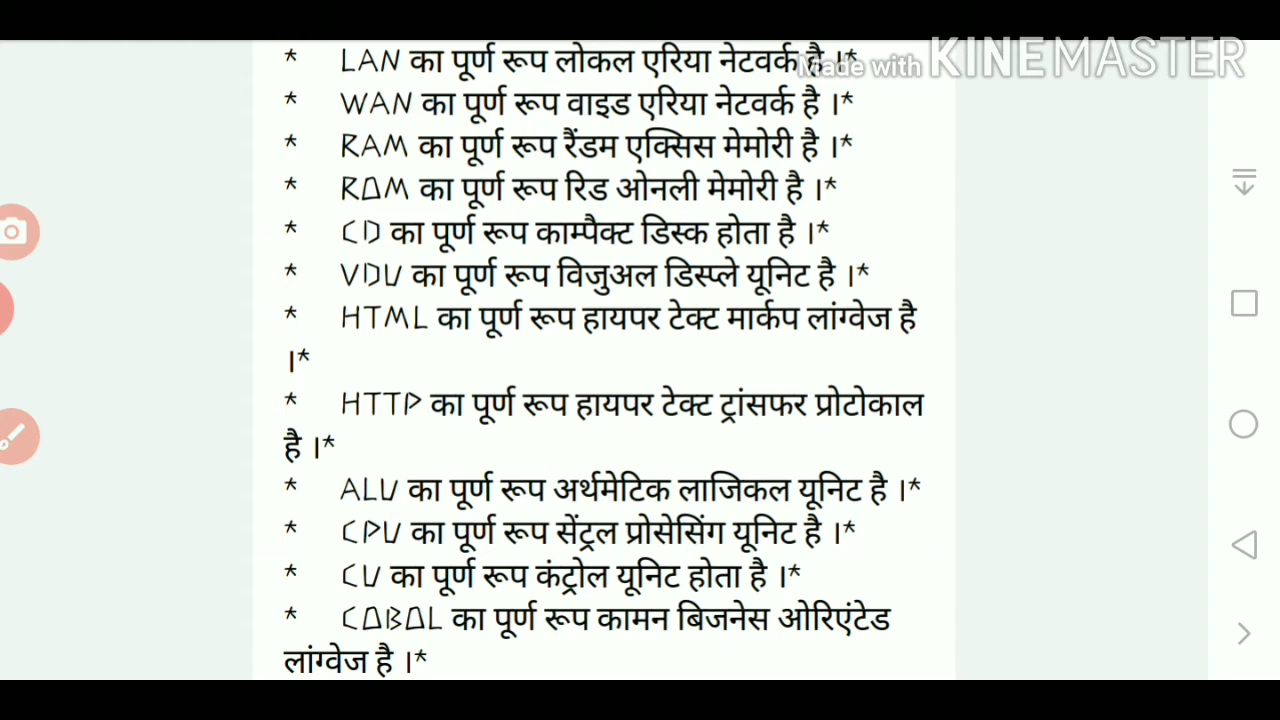 * LAN का पूर्ण रूप लोकल एरिया नेटवर्क है ।*
Made with KINEMASTER
* WAN का पूर्ण रूप वाइड एरिया नेटवर्क है ।*
* RAM का पूर्ण रूप रैंडम एक्सिस मेमोरी है ।*
* ROM का पूर्ण रूप रिड ओनली मेमोरी है ।*
* CD का पूर्ण रूप काम्पैक्ट डिस्क होता है ।*
* VDU का पूर्ण रूप विजुअल डिस्प्ले यूनिट है ।*
* HTML का पूर्ण रूप हायपर टेक्ट मार्कप लांग्वेज है
।*
* HTTP का पूर्ण रूप हायपर टेक्ट ट्रांसफर प्रोटोकाल
है ।*
* ALU का पूर्ण रूप अर्थमेटिक लाजिकल यूनिट है ।*
* CPU का पूर्ण रूप सेंट्रल प्रोसेसिंग यूनिट है ।*
* CU का पूर्ण रूप कंट्रोल यूनिट होता है ।*
* COBOL का पूर्ण रूप कामन बिजनेस ओरिएंटेड
लांग्वेज है ।*